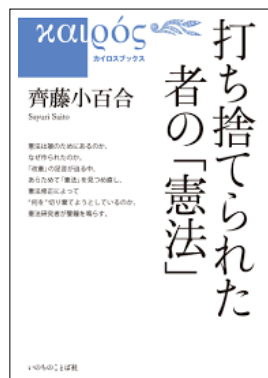 καιρός
カイロスブックス
打ち捨てられた
者の「憲法」
齊藤小百合
Sayuri Saito
憲法は誰のためにあるのか、
なぜ作られたのか。
「改憲」の足音が迫る中、
あらためて「憲法」を見つめ直し、
憲法修正によって
“何を”切り棄てようとしているのか、
憲法研究者が警鐘を鳴らす。
いのちのことば社